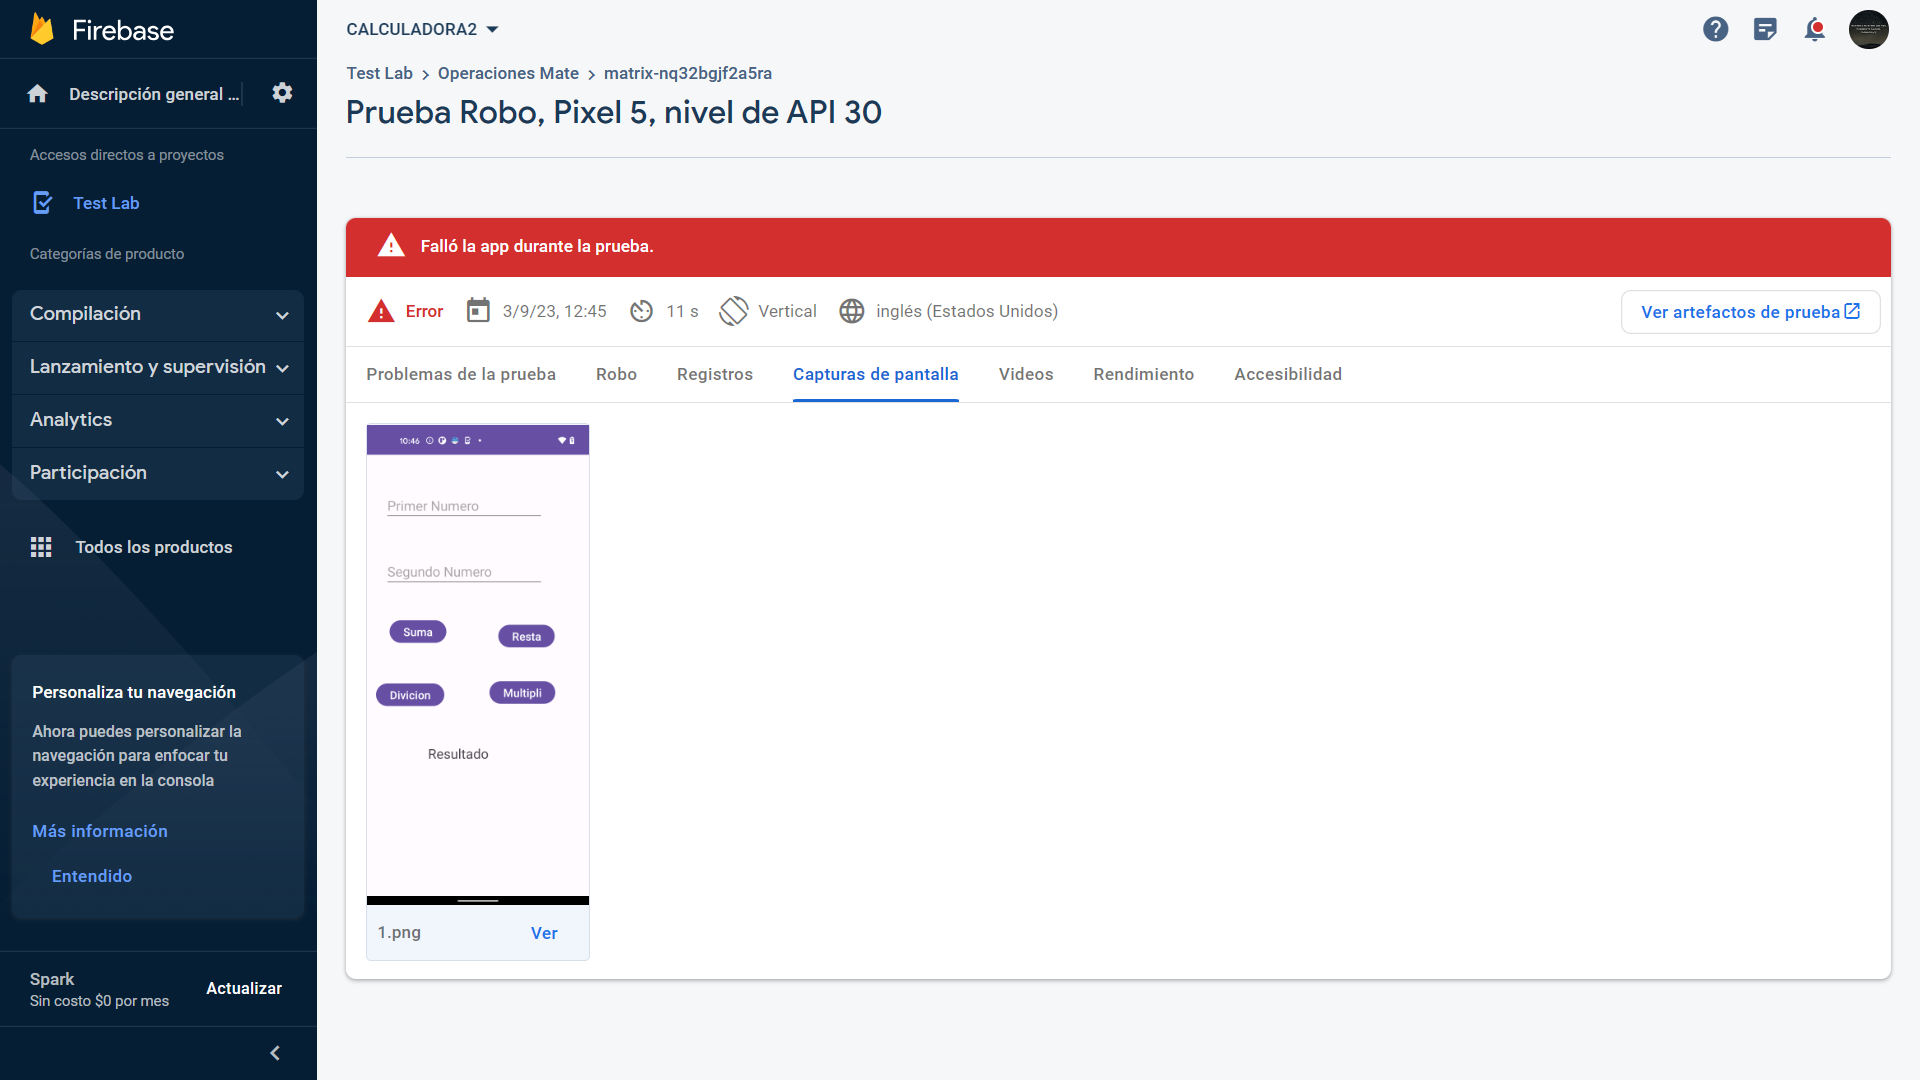 Firebase
Descripción general ...
Accesos directos a proyectos
Test Lab
Categorías de producto
Compilación
Lanzamiento y supervisión
Analytics
Participación
Todos los productos
Personaliza tu navegación
Ahora puedes personalizar la
navegación para enfocar tu
experiencia en la consola
Más información
Entendido
Spark
Sin costo $0 por mes
Actualizar
CALCULADORA2
Test Lab > Operaciones Mate > matrix-nq32bgjf2a5ra
Prueba Robo, Pixel 5, nivel de API 30
Falló la app durante la prueba.
Error 3/9/23, 12:45 11 s Vertical inglés (Estados Unidos)
Ver artefactos de prueba
Problemas de la prueba Robo Registros Capturas de pantalla Videos Rendimiento Accesibilidad
10:46
Primer Numero
Segundo Numero
Suma Resta
Divicion Multipli
Resultado
1.png Ver